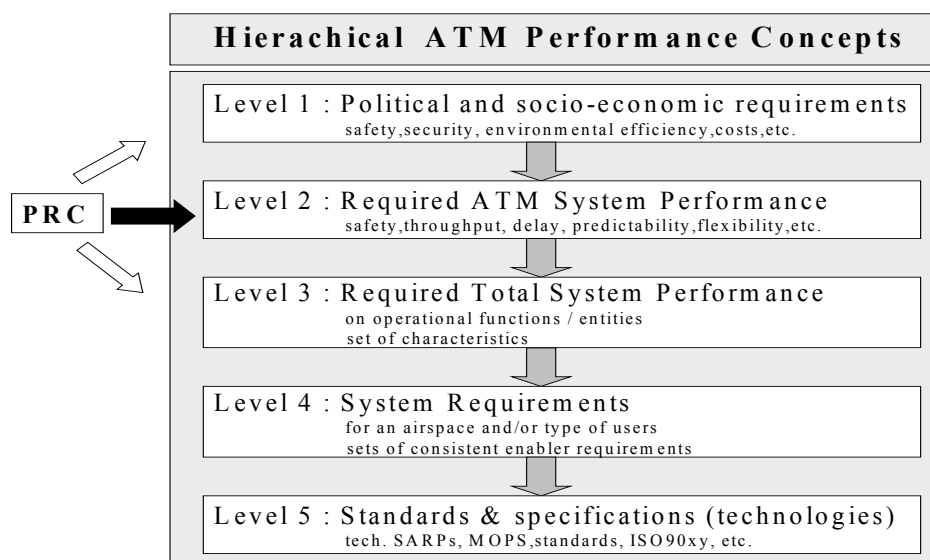 Hierachical ATM Performance Concepts
Level 1 : Political and socio-economic requirements
safety,security, environmental efficiency,costs,etc.
PRC
Level 2 : Required ATM System Performance
safety,throughput, delay, predictability,flexibility,etc.
Level 3 : Required Total System Performance
on operational functions / entities
set of characteristics
Level 4 : System Requirements
for an airspace and/or type of users
sets of consistent enabler requirements
Level 5 : Standards & specifications (technologies)
tech. SARPs, MOPS,standards, ISO90xy, etc.